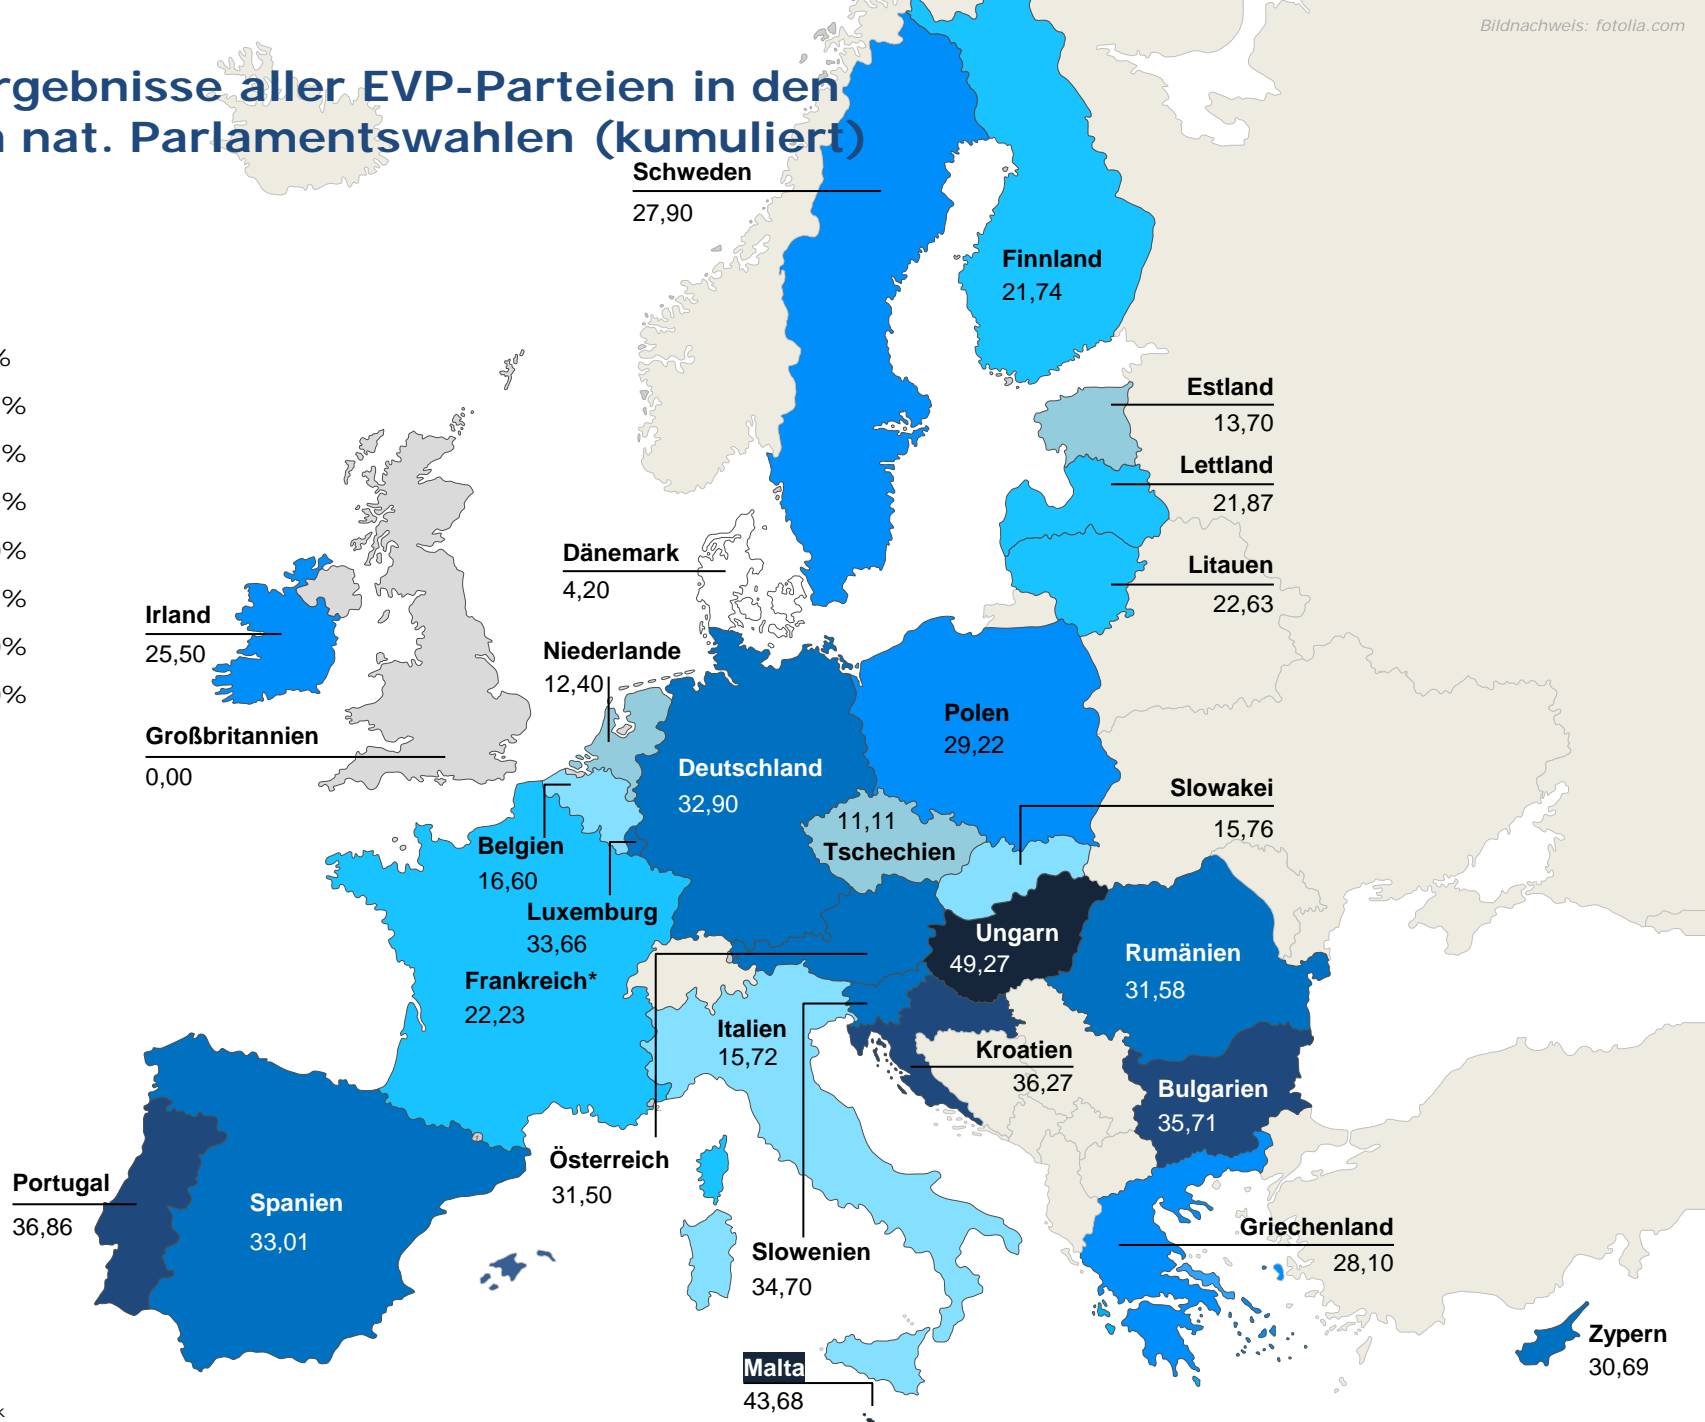 Bildnachweis: fotolia.com
rgebnisse aller EVP-Parteien in den
nat. Parlamentswahlen (kumuliert)
Schweden
27,90
Finnland
21,74
%
%
%
%
%
%
%
%
Estland
13,70
Lettland
21,87
Litauen
22,63
Dänemark
4,20
Irland
25,50
Niederlande
12,40
Großbritannien
0,00
Polen
29,22
Deutschland
32,90
Slowakei
15,76
11,11
Tschechien
Belgien
16,60
Luxemburg
33,66
Frankreich*
22,23
Ungarn
49,27
Rumänien
31,58
Italien
15,72
Kroatien
36,27
Bulgarien
35,71
Österreich
31,50
Portugal
36,86
Spanien
33,01
Slowenien
34,70
Griechenland
28,10
Zypern
30,69
Malta
43,68